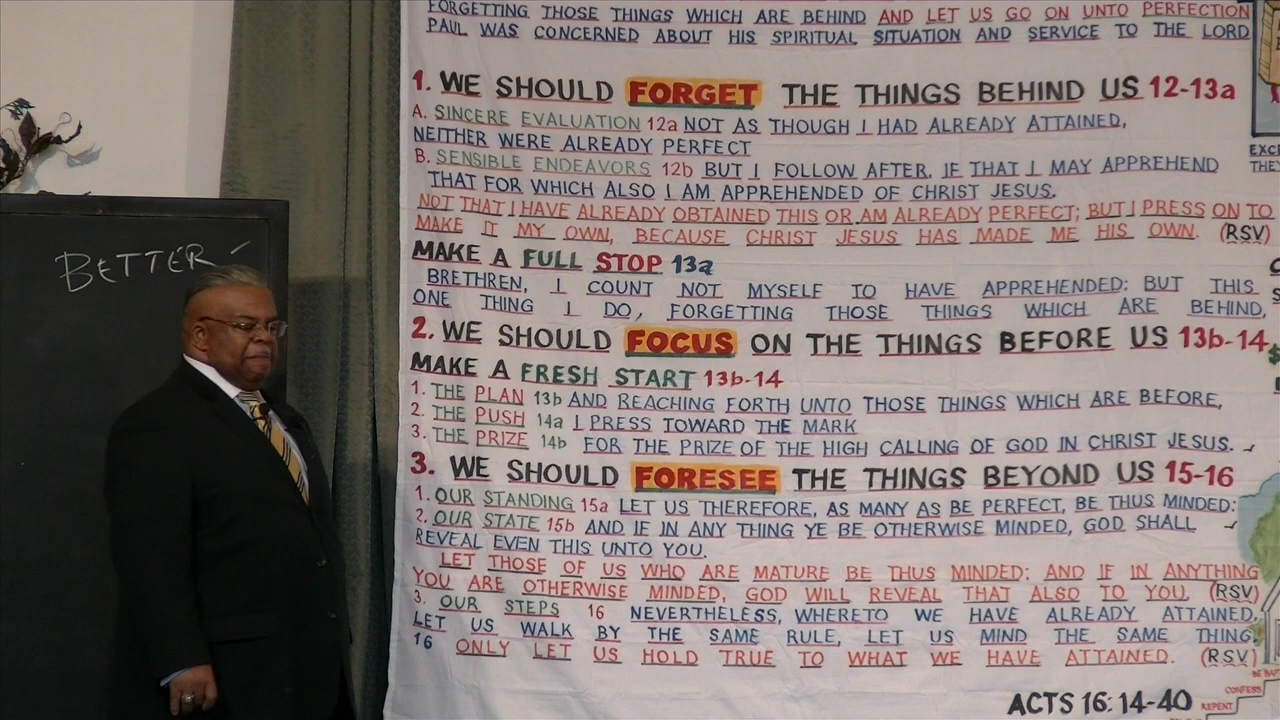 FORGETTING THOSE THINGS WHICH ARE BEHIND AND LET US GO ON UNTO PERFECTION
PAUL WAS CONCERNED ABOUT HIS SPIRITUAL SITUATION AND SERVICE TO THE LORD
1. WE SHOULD FORGET THE THINGS BEHIND US 12-13a
A. SINCERE EVALUATION 12a NOT AS THOUGH I HAD ALREADY ATTAINED,
NEITHER WERE ALREADY PERFECT
B. SENSIBLE ENDEAVORS 12b BUT I FOLLOW AFTER, IF THAT I MAY APPREHEND
THAT FOR WHICH ALSO I AM APPREHENDED OF CHRIST JESUS.
NOT THAT I HAVE ALREADY OBTAINED THIS OR AM ALREADY PERFECT; BUT I PRESS ON TO
MAKE IT MY OWN, BECAUSE CHRIST JESUS HAS MADE ME HIS OWN. (RSV)
MAKE A FULL STOP 13a
BRETHREN, I COUNT NOT MYSELF TO HAVE APPREHENDED: BUT THIS
ONE THING I DO, FORGETTING THOSE THINGS WHICH ARE BEHIND,
2. WE SHOULD FOCUS ON THE THINGS BEFORE US 13b-14
MAKE A FRESH START 13b-14
1. THE PLAN 13b AND REACHING FORTH UNTO THOSE THINGS WHICH ARE BEFORE,
2. THE PUSH 14a I PRESS TOWARD THE MARK
3. THE PRIZE 14b FOR THE PRIZE OF THE HIGH CALLING OF GOD IN CHRIST JESUS.
3. WE SHOULD FORESEE THE THINGS BEYOND US 15-16
1. OUR STANDING 15a LET US THEREFORE, AS MANY AS BE PERFECT, BE THUS MINDED:
2. OUR STATE 15b AND IF IN ANY THING YE BE OTHERWISE MINDED, GOD SHALL
REVEAL EVEN THIS UNTO YOU.
LET THOSE OF US WHO ARE MATURE BE THUS MINDED: AND IF IN ANYTHING
YOU ARE OTHERWISE MINDED, GOD WILL REVEAL THAT ALSO TO YOU. (RSV)
3. OUR STEPS 16 NEVERTHELESS, WHERETO WE HAVE ALREADY ATTAINED,
LET US WALK BY THE SAME RULE, LET US MIND THE SAME THING
16 ONLY LET US HOLD TRUE TO WHAT WE HAVE ATTAINED. (RSV)
ACTS 16:14-40
CONFESS
REPENT
BETTER -